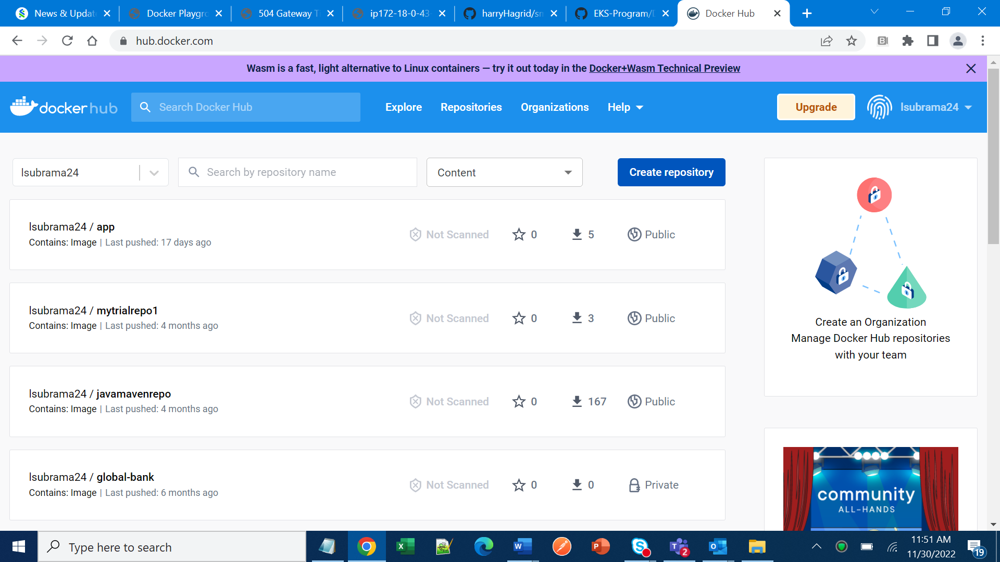 News & Updat
Docker Playgro
504 Gateway Ti
ip172-18-0-43-
harryHagrid/sm
EKS-Program/D
Docker Hub
hub.docker.com
Wasm is a fast, light alternative to Linux containers — try it out today in the Docker+Wasm Technical Preview
docker hub
Search Docker Hub
Explore
Repositories
Organizations
Help
Upgrade
lsubrama24
lsubrama24
Search by repository name
Content
Create repository
lsubrama24 / app
Contains: Image | Last pushed: 17 days ago
Not Scanned
0
5
Public
lsubrama24 / mytrialrepo1
Contains: Image | Last pushed: 4 months ago
Not Scanned
0
3
Public
lsubrama24 / javamavenrepo
Contains: Image | Last pushed: 4 months ago
Not Scanned
0
167
Public
lsubrama24 / global-bank
Contains: Image | Last pushed: 6 months ago
Not Scanned
0
0
Private
Create an Organization
Manage Docker Hub repositories
with your team
community
ALL-HANDS
Type here to search
2
11:51 AM
11/30/2022
19